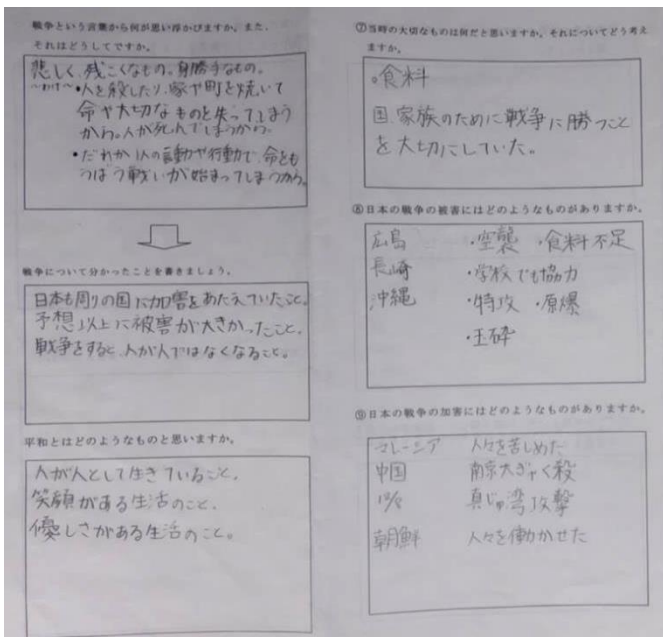 戦争という言葉から何が思い浮かびますか。また、
それはどうしてですか。
悲しく、残こくなもの。身勝手なもの。
〜わけ〜・人を殺したり、家や町を焼いて
命や大切なものを失ってしまう
から。人が死んでしまうから。
・だれか1人の言動や行動で、命をも
うばう戦いが始まってしまうから。
戦争について分かったことを書きましょう。
日本も周りの国に加害をあたえていたこと。
予想以上に被害が大きかったこと。
戦争をすると、人が人ではなくなること。
平和とはどのようなものと思いますか。
人が人として生きていること。
笑顔がある生活のこと。
優しさがある生活のこと。
⑦当時の大切なものは何だと思いますか。それについてどう考え
ますか。
。食料
国、家族のために戦争に勝つこと
を大切にしていた。
⑧日本の戦争の被害にはどのようなものがありますか。
広島 ・空襲 ・食料不足
長崎 ・学校でも協力
沖縄 ・特攻 ・原爆
・玉砕
⑨日本の戦争の加害にはどのようなものがありますか。
マレーシア 人々を苦しめた
中国 南京大ぎゃく殺
12/8 真じゅ湾攻撃
朝鮮 人々を働かせた